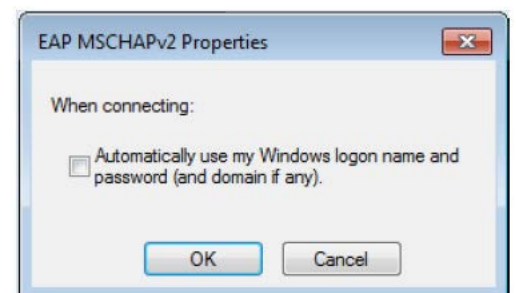 EAP MSCHAPv2 Properties
When connecting:
Automatically use my Windows logon name and
password (and domain if any).
OK Cancel